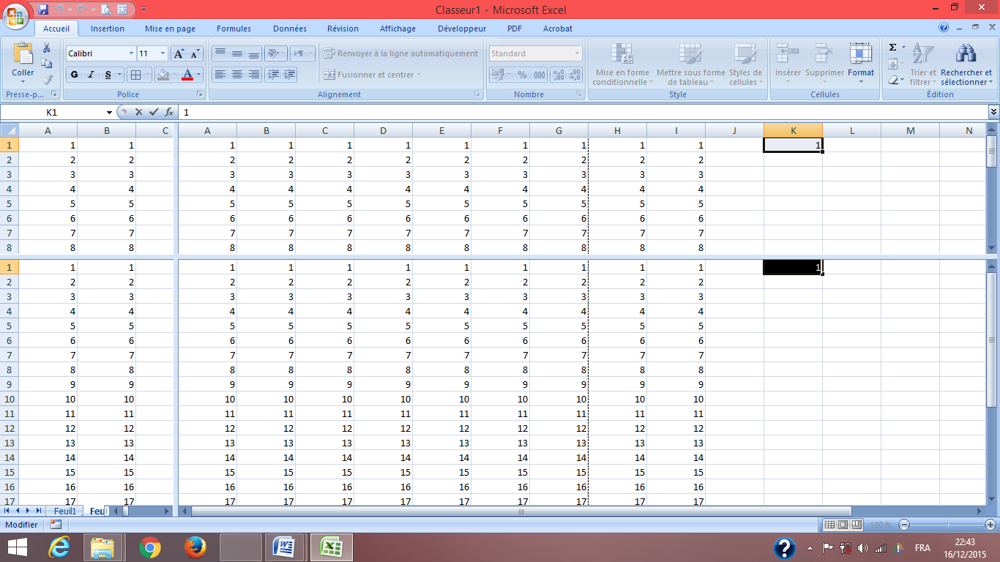 Classeur1 - Microsoft Excel
Accueil Insertion Mise en page Formules Données Révision Affichage Développeur PDF Acrobat
Coller Calibri 11 Renvoyer à la ligne automatiquement Standard Mise en forme conditionnelle Mettre sous forme de tableau Styles de cellules Insérer Supprimer Format Trier et filtrer Rechercher et sélectionner
G I S A Fusionner et centrer % 000
Presse-p... Police Alignement Nombre Style Cellules Édition
K1 fx 1
A B C A B C D E F G H I J K L M N
1 1 1 1 1 1 1 1 1 1 1 1 1 1
2 2 2 2 2 2 2 2 2 2 2 2
3 3 3 3 3 3 3 3 3 3 3 3
4 4 4 4 4 4 4 4 4 4 4 4
5 5 5 5 5 5 5 5 5 5 5 5
6 6 6 6 6 6 6 6 6 6 6 6
7 7 7 7 7 7 7 7 7 7 7 7
8 8 8 8 8 8 8 8 8 8 8 8
1 1 1 1 1 1 1 1 1 1 1 1 1
2 2 2 2 2 2 2 2 2 2 2 2
3 3 3 3 3 3 3 3 3 3 3 3
4 4 4 4 4 4 4 4 4 4 4 4
5 5 5 5 5 5 5 5 5 5 5 5
6 6 6 6 6 6 6 6 6 6 6 6
7 7 7 7 7 7 7 7 7 7 7 7
8 8 8 8 8 8 8 8 8 8 8 8
9 9 9 9 9 9 9 9 9 9 9 9
10 10 10 10 10 10 10 10 10 10 10 10
11 11 11 11 11 11 11 11 11 11 11 11
12 12 12 12 12 12 12 12 12 12 12 12
13 13 13 13 13 13 13 13 13 13 13 13
14 14 14 14 14 14 14 14 14 14 14 14
15 15 15 15 15 15 15 15 15 15 15 15
16 16 16 16 16 16 16 16 16 16 16 16
17 17 17 17 17 17 17 17 17 17 17 17
Feuil1 Feui
Modifier 100 %
FRA 22:43
16/12/2015